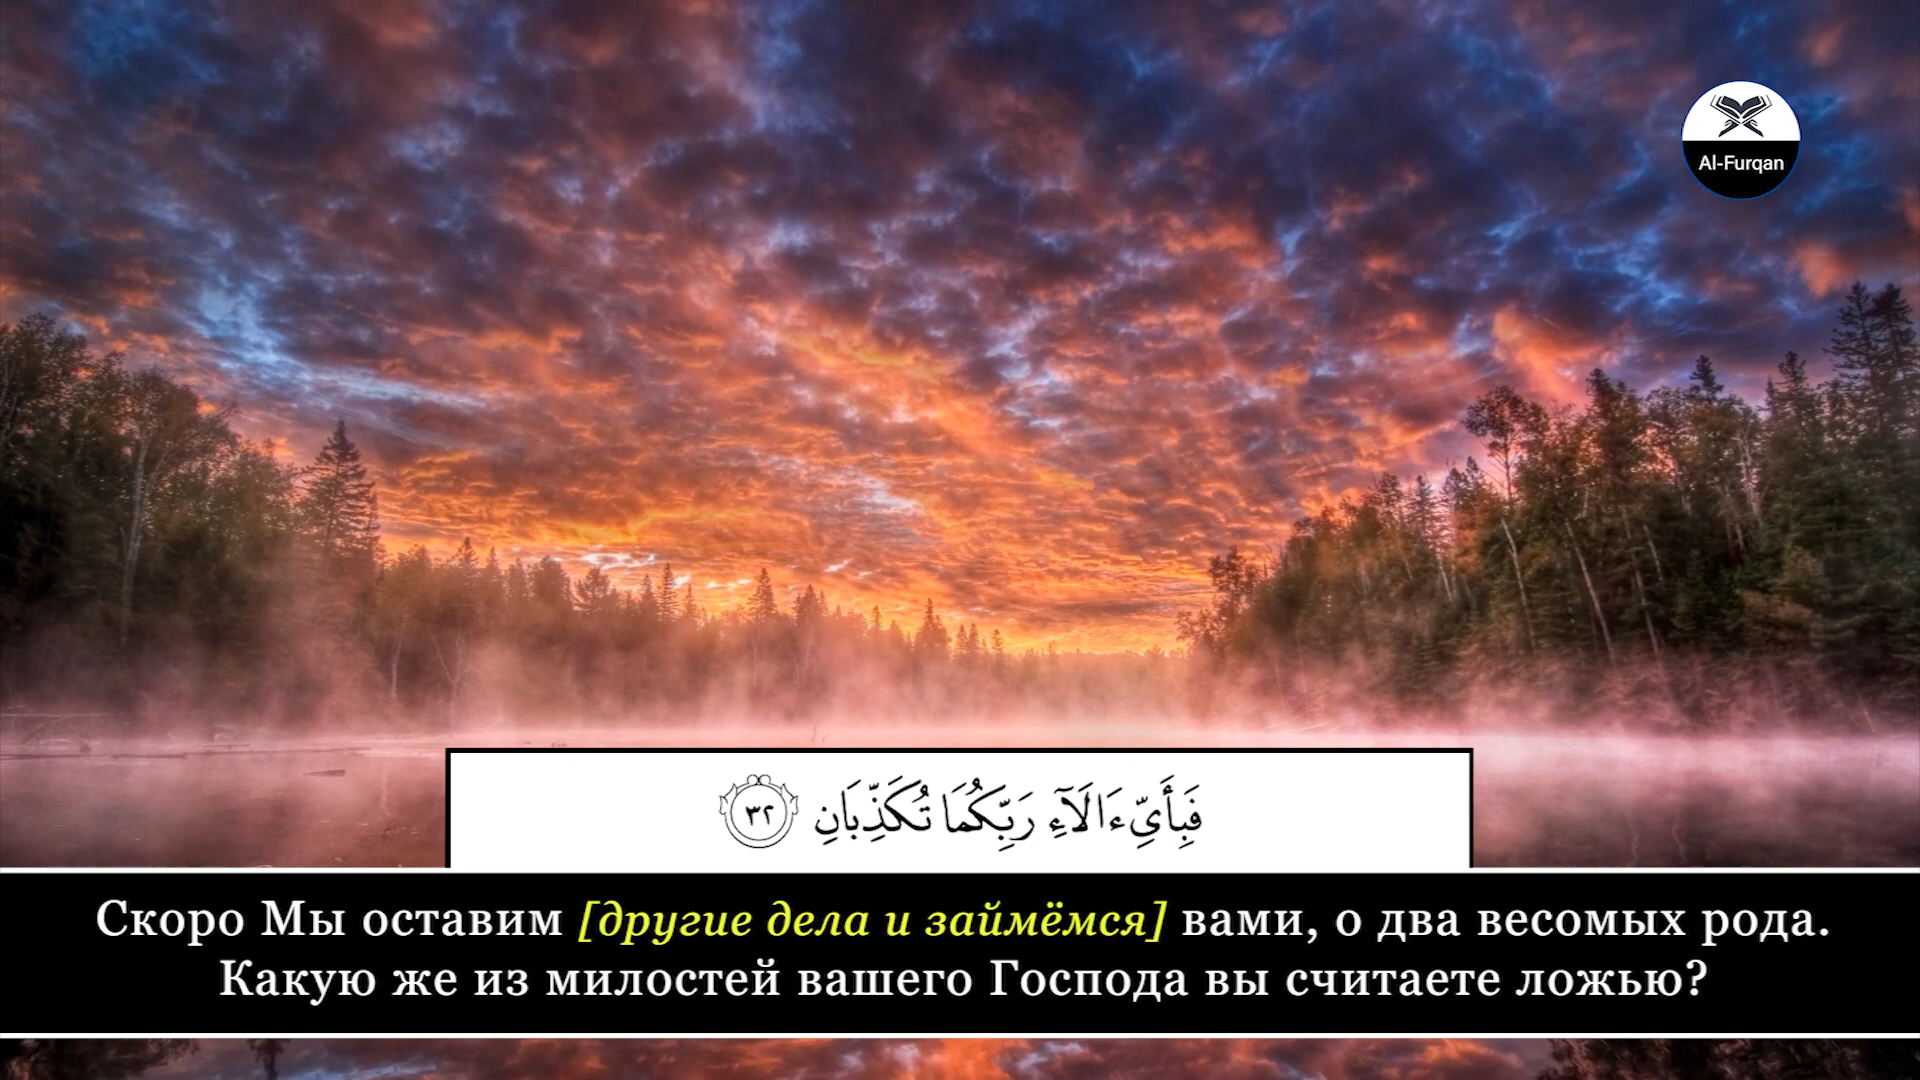 Al-Furqan
فَبِأَيِّ ءَالَآءِ رَبِّكُمَا تُكَذِّبَانِ ٣٢
Скоро Мы оставим [другие дела и займёмся] вами, о два весомых рода.
Какую же из милостей вашего Господа вы считаете ложью?